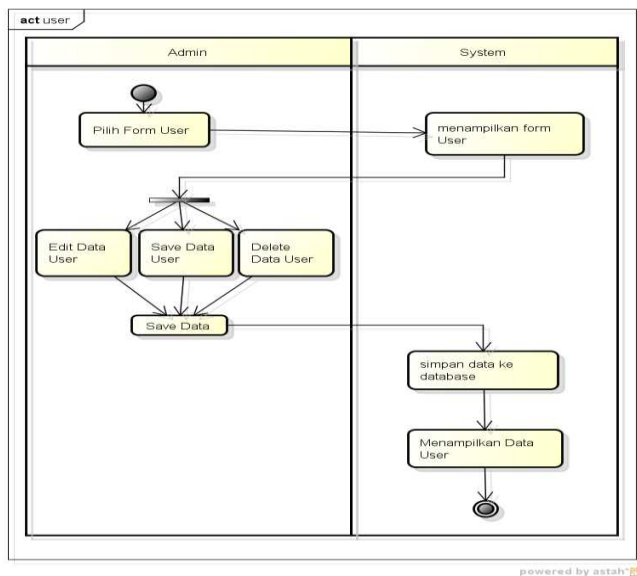 act user
Admin
System
Pilih Form User
menampilkan form
User
Edit Data
User
Save Data
User
Delete
Data User
Save Data
simpan data ke
database
Menampilkan Data
User
powered by astah*